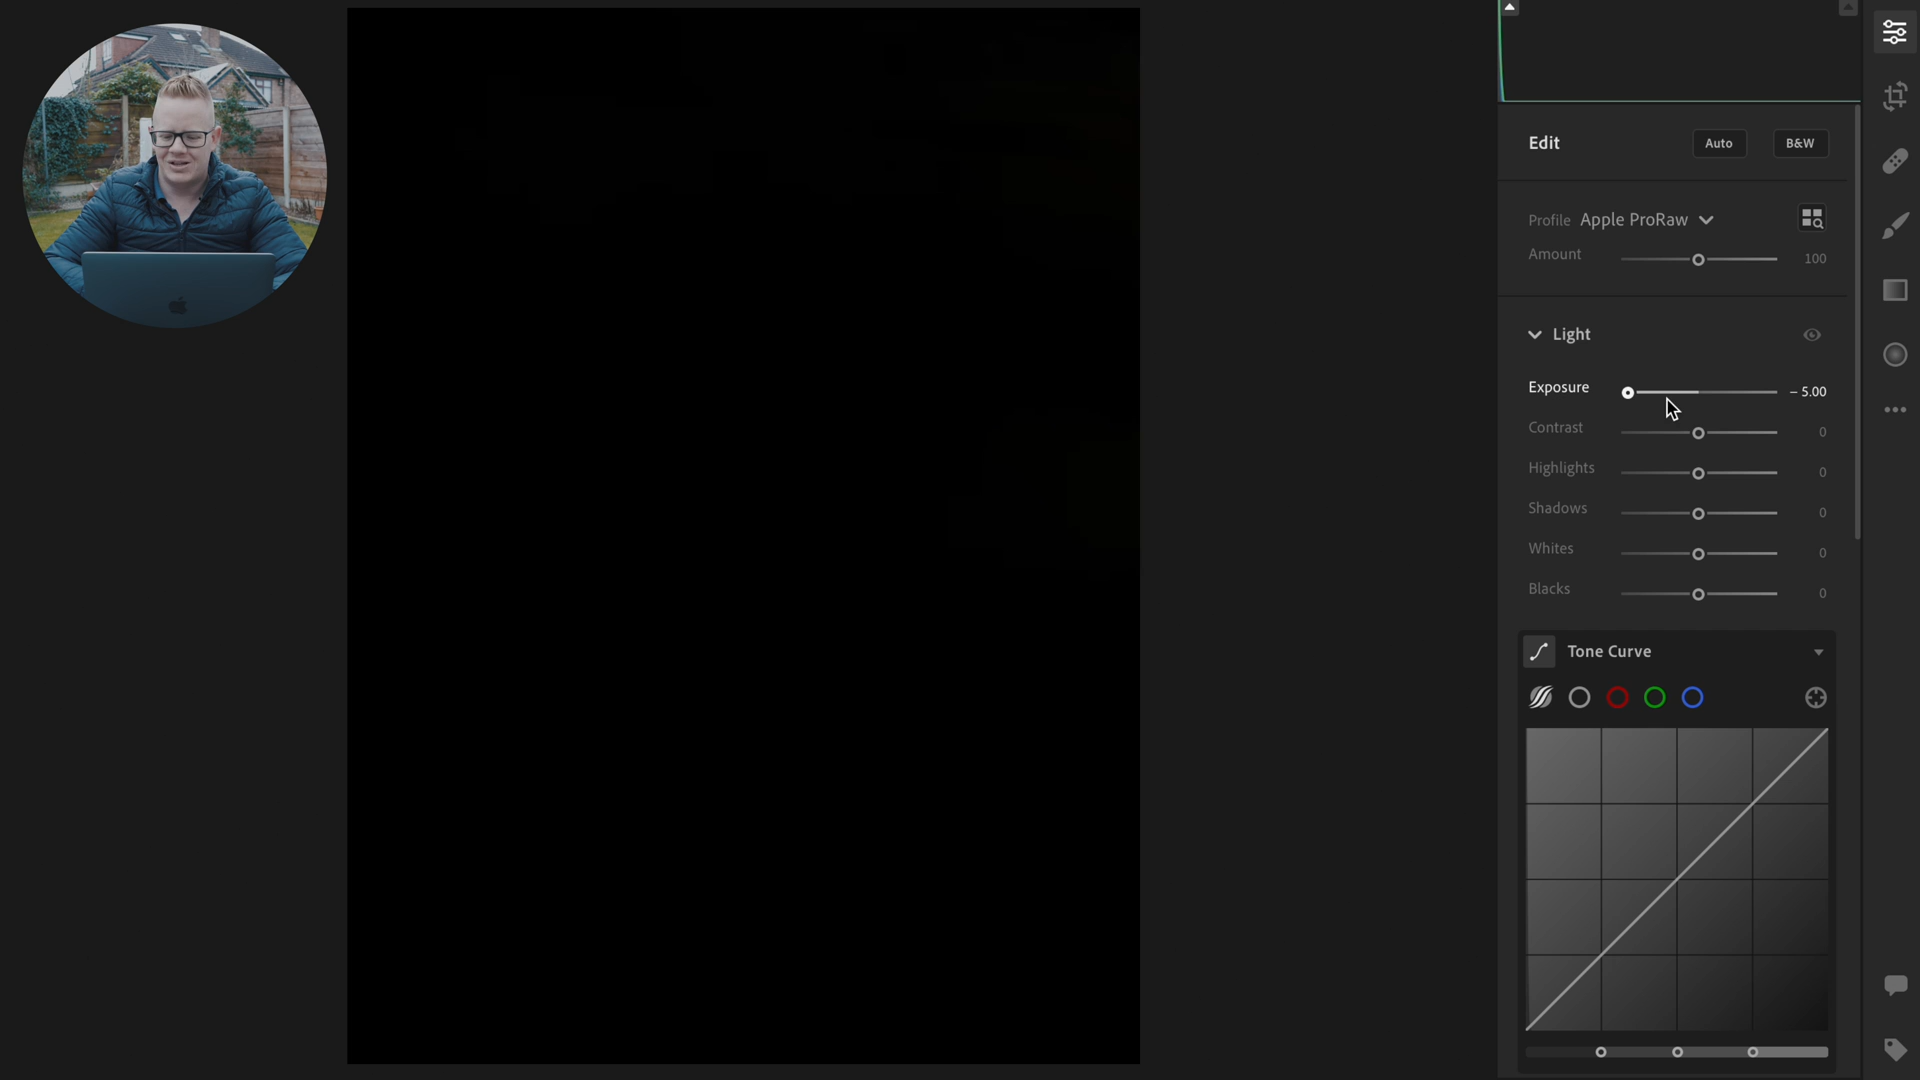 Edit Auto B&W
Profile Apple ProRaw
Amount 100
Light
Exposure – 5.00
Contrast 0
Highlights 0
Shadows 0
Whites 0
Blacks 0
Tone Curve